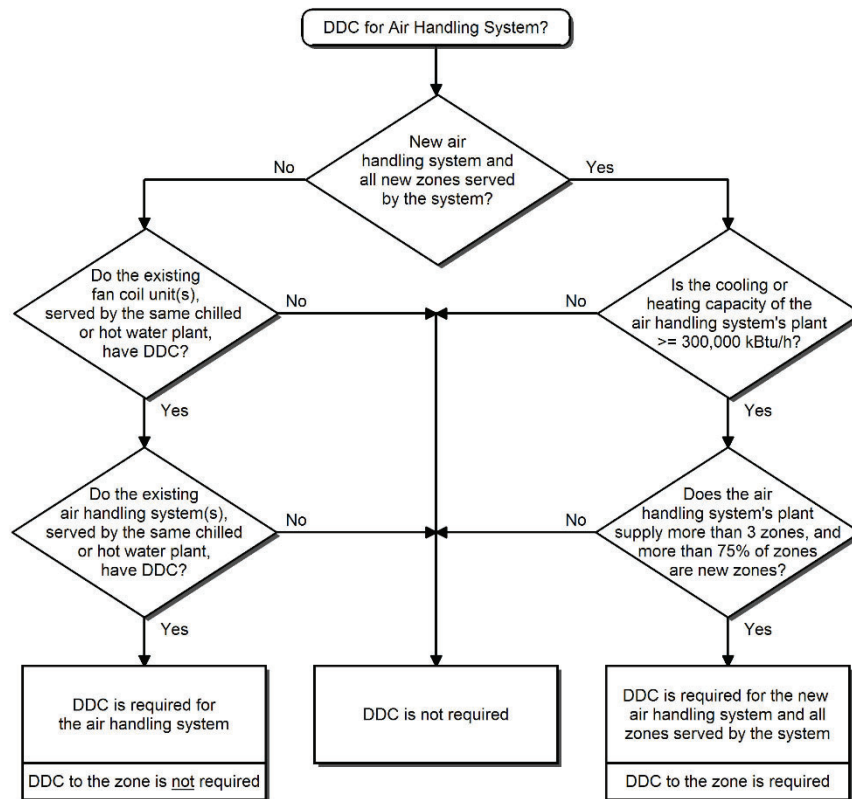 DDC for Air Handling System?
New air
handling system and
all new zones served
by the system?
No
Yes
Do the existing
fan coil unit(s),
served by the same chilled
or hot water plant,
have DDC?
No
No
Is the cooling or
heating capacity of the
air handling system's plant
>= 300,000 kBtu/h?
Yes
Yes
Do the existing
air handling system(s),
served by the same chilled
or hot water plant,
have DDC?
No
No
Does the air
handling system's plant
supply more than 3 zones, and
more than 75% of zones
are new zones?
Yes
Yes
DDC is required for
the air handling system
DDC to the zone is not required
DDC is not required
DDC is required for the new
air handling system and all
zones served by the system
DDC to the zone is required